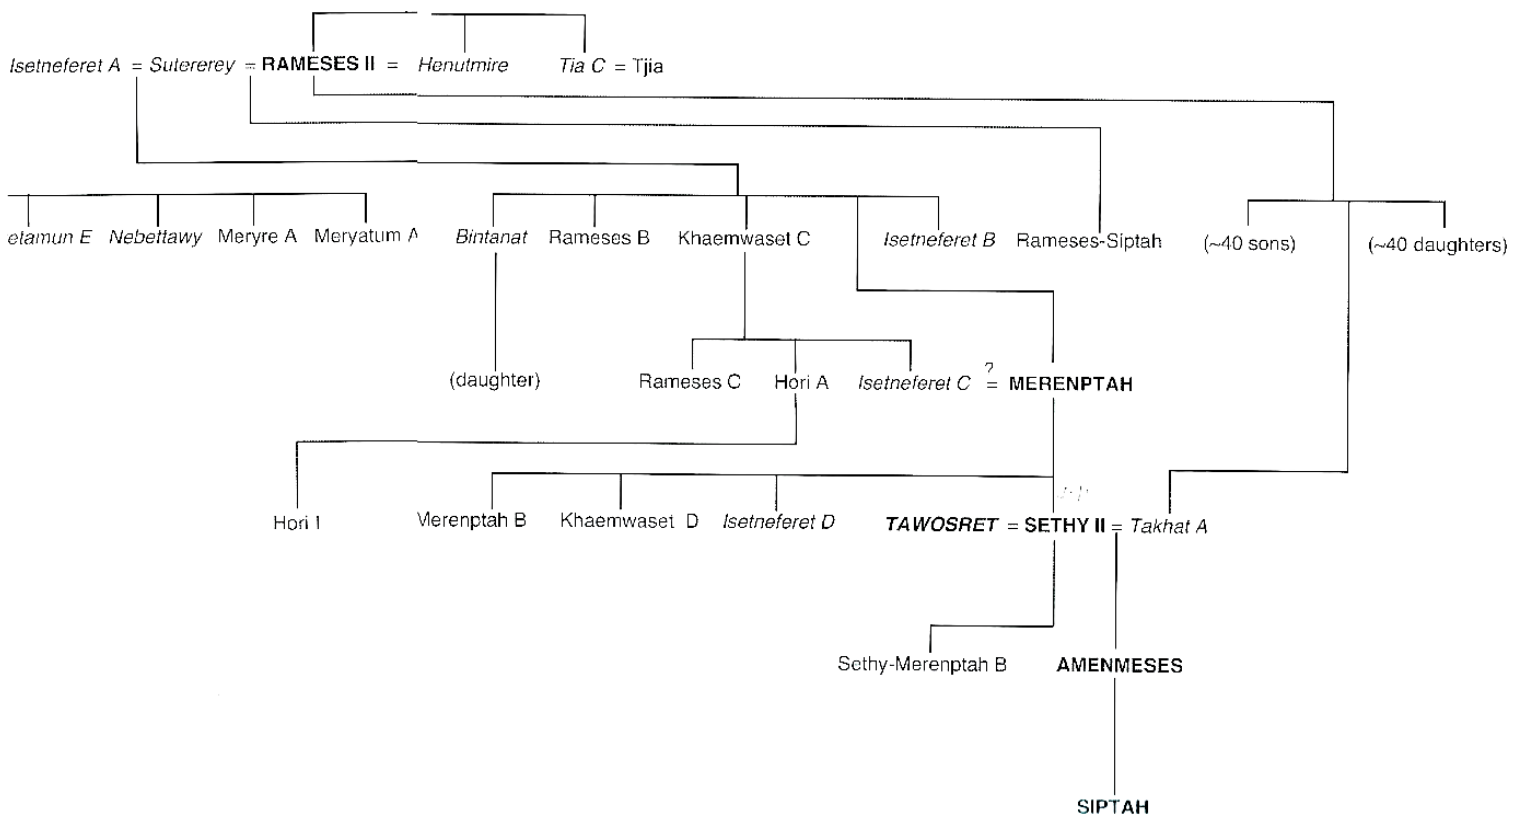 Isetneferet A = Sutererey = RAMESES II = Henutmire Tia C = Tjia
etamun E Nebettawy Meryre A Meryatum A Bintanat Rameses B Khaemwaset C Isetneferet B Rameses-Siptah (~40 sons) (~40 daughters)
(daughter) Rameses C Hori A Isetneferet C ? = MERENPTAH
Hori I Merenptah B Khaemwaset D Isetneferet D TAWOSRET = SETHY II = Takhat A
Sethy-Merenptah B AMENMESES
SIPTAH